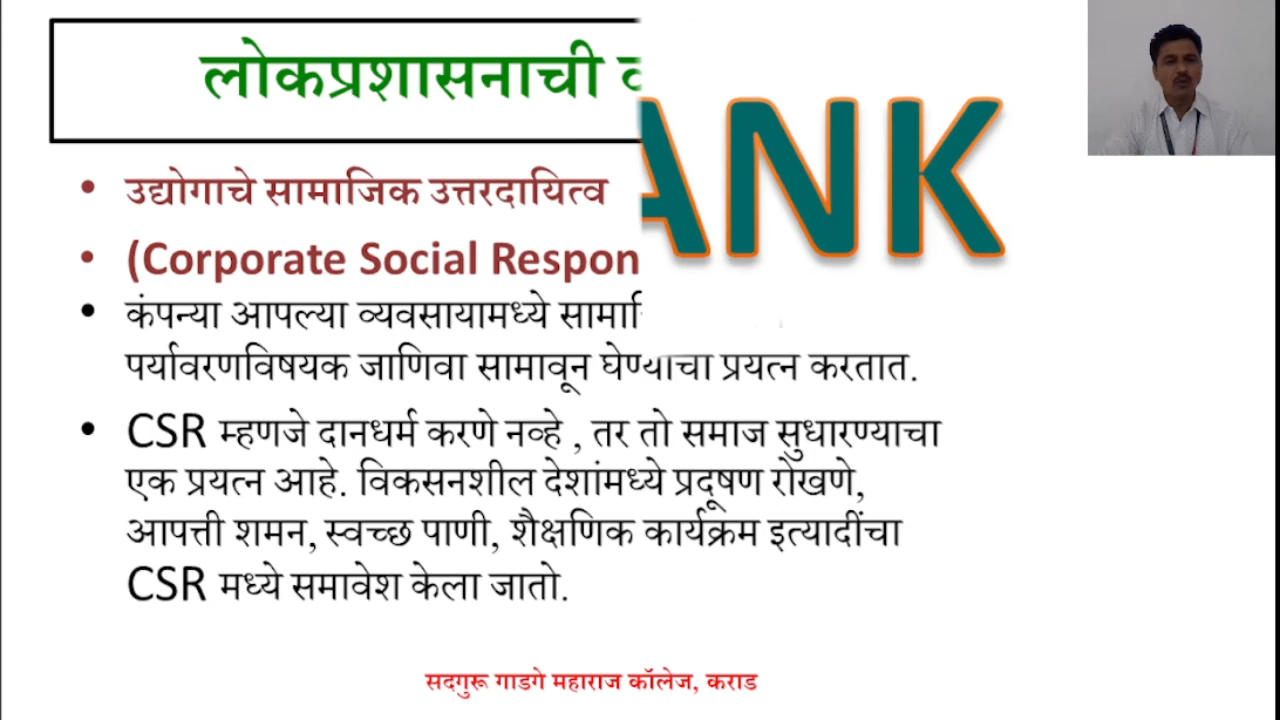 लोकप्रशासनाची
ANK
उद्योगाचे सामाजिक उत्तरदायित्व
(Corporate Social Respon
कंपन्या आपल्या व्यवसायामध्ये
पर्यावरणविषयक जाणिवा सामावून घेण्याचा प्रयत्न करतात.
CSR म्हणजे दानधर्म करणे नव्हे , तर तो समाज सुधारण्याचा
एक प्रयत्न आहे. विकसनशील देशांमध्ये प्रदूषण रोखणे,
आपत्ती शमन, स्वच्छ पाणी, शैक्षणिक कार्यक्रम इत्यादींचा
CSR मध्ये समावेश केला जातो.
सदगुरू गाडगे महाराज कॉलेज, कराड